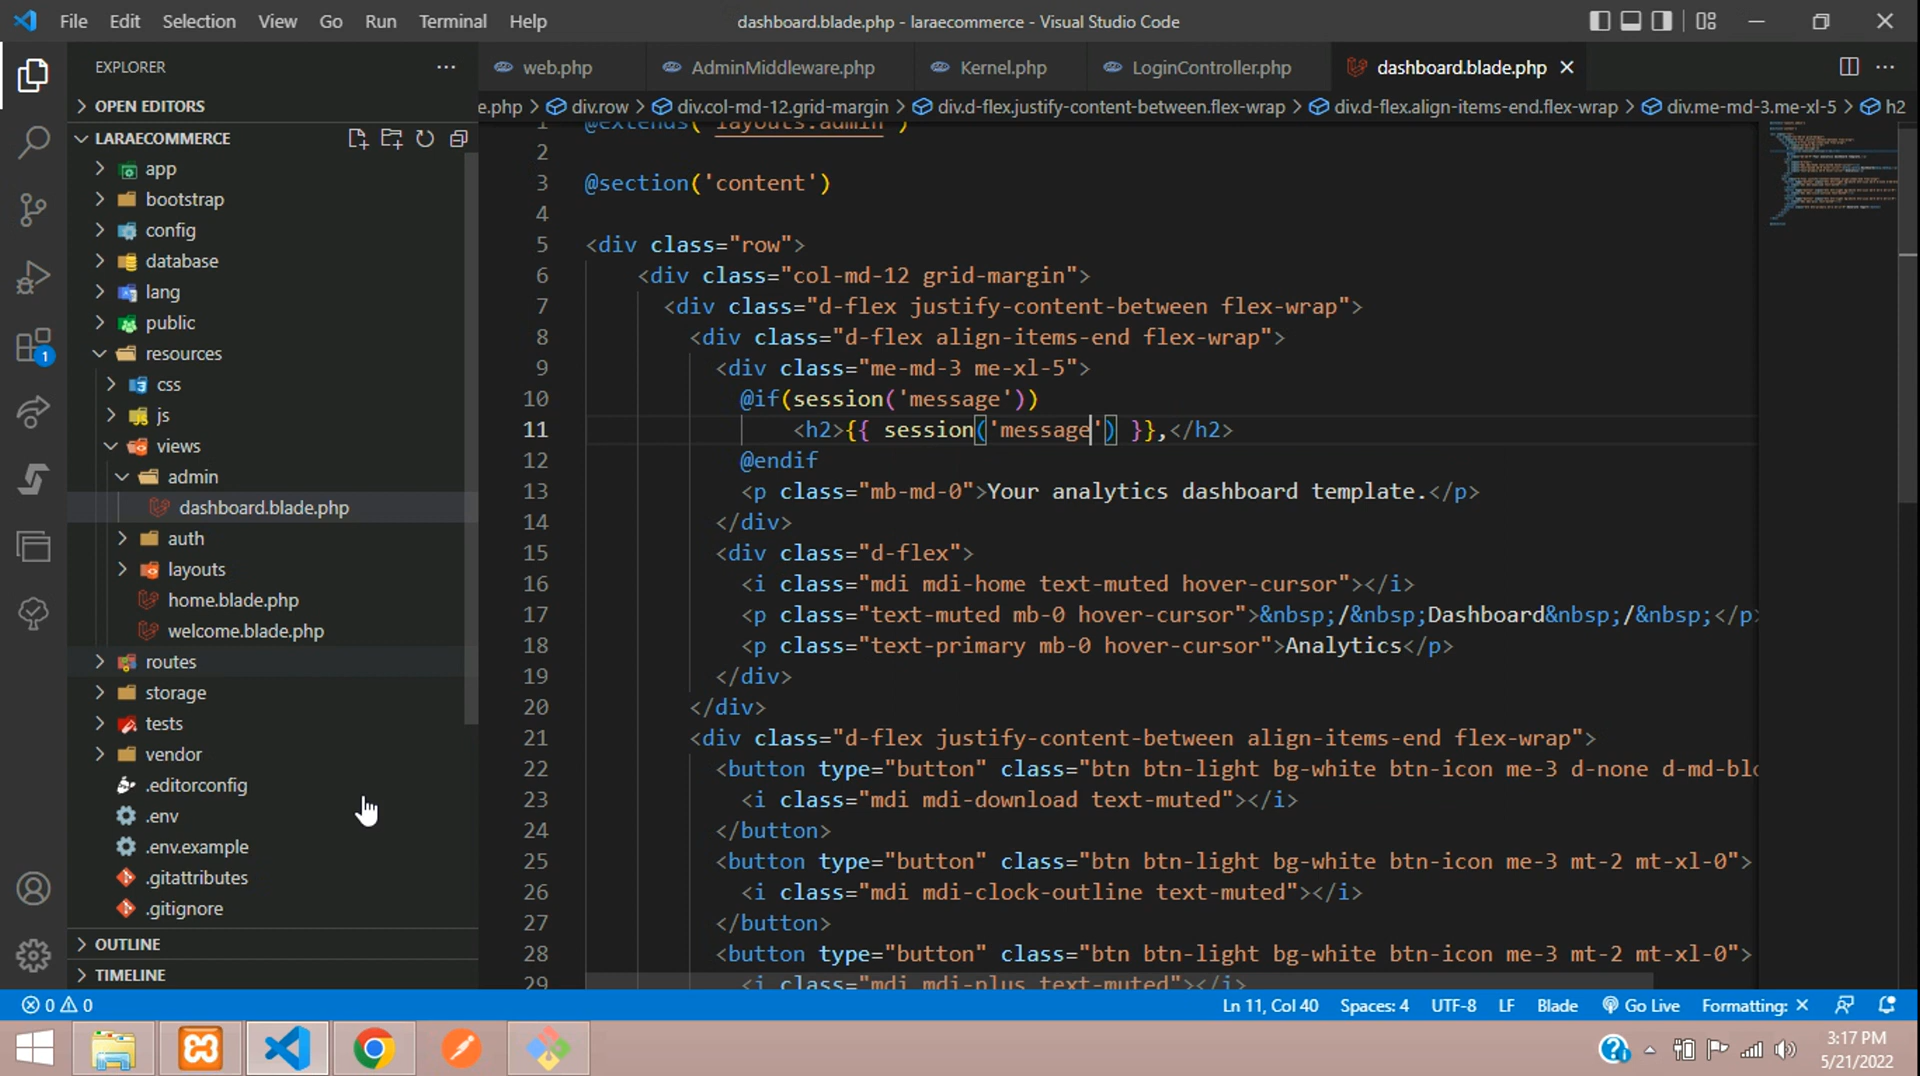 File Edit Selection View Go Run Terminal Help
dashboard.blade.php - laraecommerce - Visual Studio Code
EXPLORER
OPEN EDITORS
LARAECOMMERCE
app
bootstrap
config
database
lang
public
resources
css
js
views
admin
dashboard.blade.php
auth
layouts
home.blade.php
welcome.blade.php
routes
storage
tests
vendor
.editorconfig
.env
.env.example
.gitattributes
.gitignore
OUTLINE
TIMELINE
web.php AdminMiddleware.php Kernel.php LoginController.php dashboard.blade.php
e.php > div.row > div.col-md-12.grid-margin > div.d-flex.justify-content-between.flex-wrap > div.d-flex.align-items-end.flex-wrap > div.me-md-3.me-xl-5 > h2
1 @extends('layouts.admin')
2
3 @section('content')
4
5 <div class="row">
6 <div class="col-md-12 grid-margin">
7 <div class="d-flex justify-content-between flex-wrap">
8 <div class="d-flex align-items-end flex-wrap">
9 <div class="me-md-3 me-xl-5">
10 @if(session('message'))
11 <h2>{{ session('message') }},</h2>
12 @endif
13 <p class="mb-md-0">Your analytics dashboard template.</p>
14 </div>
15 <div class="d-flex">
16 <i class="mdi mdi-home text-muted hover-cursor"></i>
17 <p class="text-muted mb-0 hover-cursor">&nbsp;/&nbsp;Dashboard&nbsp;/&nbsp;</p>
18 <p class="text-primary mb-0 hover-cursor">Analytics</p>
19 </div>
20 </div>
21 <div class="d-flex justify-content-between align-items-end flex-wrap">
22 <button type="button" class="btn btn-light bg-white btn-icon me-3 d-none d-md-blo
23 <i class="mdi mdi-download text-muted"></i>
24 </button>
25 <button type="button" class="btn btn-light bg-white btn-icon me-3 mt-2 mt-xl-0">
26 <i class="mdi mdi-clock-outline text-muted"></i>
27 </button>
28 <button type="button" class="btn btn-light bg-white btn-icon me-3 mt-2 mt-xl-0">
29 <i class="mdi mdi-plus text-muted"></i>
1
0 0
Ln 11, Col 40 Spaces: 4 UTF-8 LF Blade Go Live Formatting: ×
3:17 PM
5/21/2022